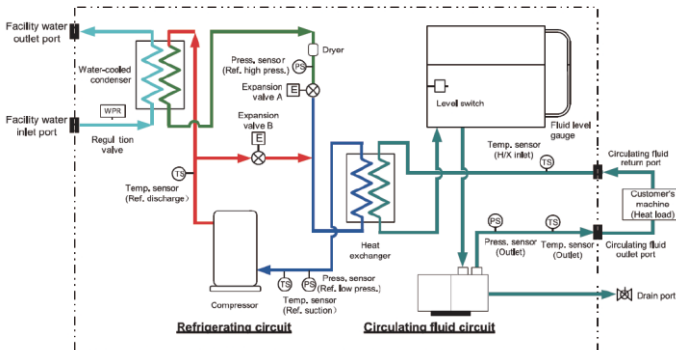 Facility water
outlet port
Water-cooled
condenser
WPR
Facility water
inlet port
Regul tion
valve
Press. sensor
(Ref. high press.)
PS
Dryer
Expansion
valve A
E
Expansion
valve B
E
TS
Temp. sensor
(Ref. discharge)
Compressor
TS
PS
Temp. sensor
(Ref. suction)
Press. sensor
(Ref. low press.)
Heat
exchanger
Level switch
Fluid level
gauge
Temp. sensor
(H/X inlet)
TS
Circulating fluid
return port
Customer's
machine
(Heat load)
PS
TS
Press. sensor
(Outlet)
Temp. sensor
(Outlet)
Circulating fluid
outlet port
Drain port
Refrigerating circuit
Circulating fluid circuit